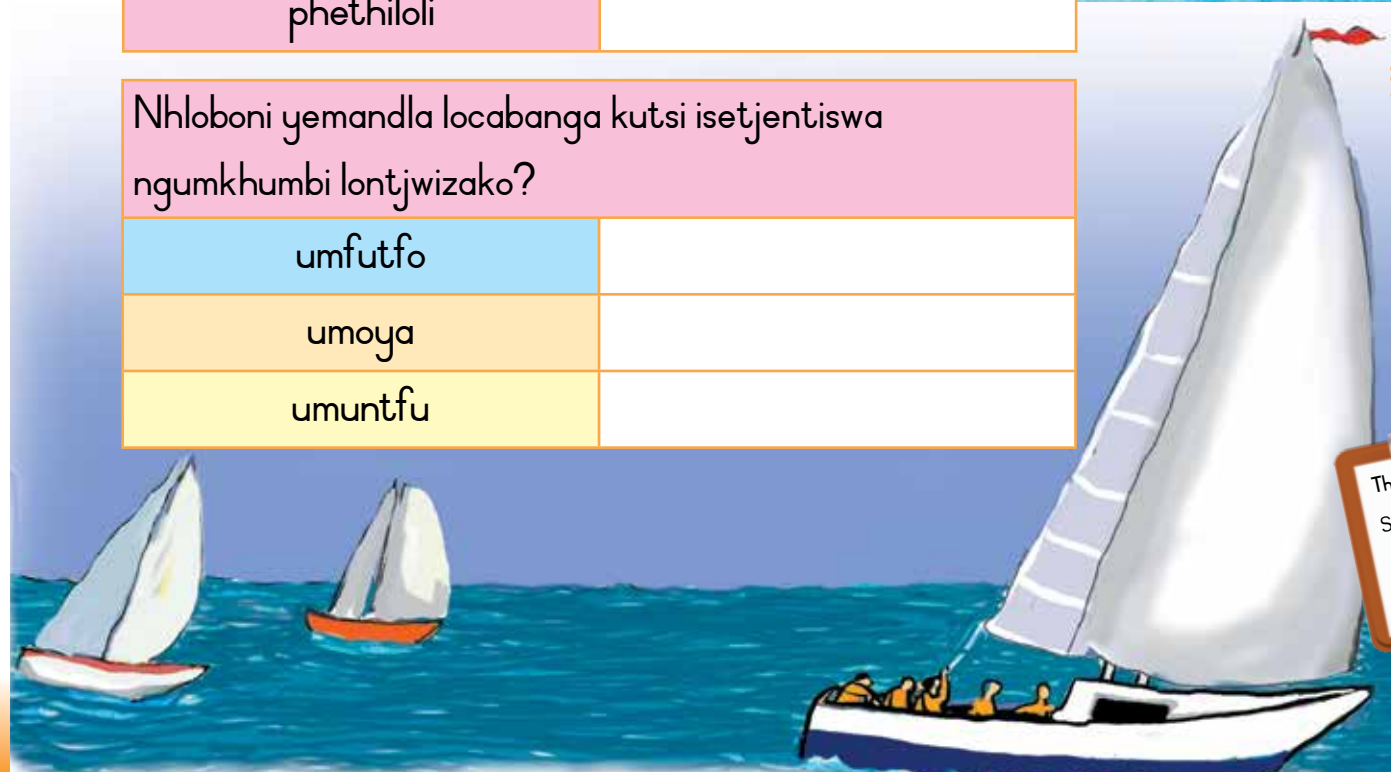 phethiloli
Nhloboni yemandla locabanga kutsi isetjentiswa
ngumkhumbi lontjwizako?
umfutfo
umoya
umuntfu